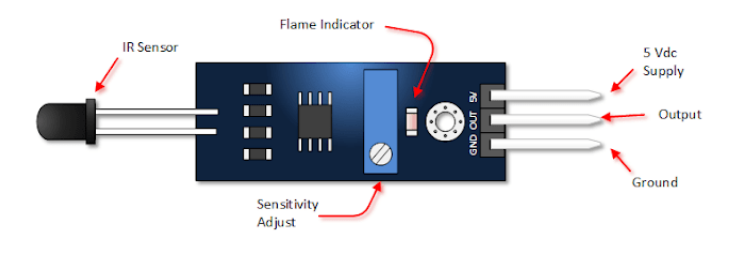 Flame Indicator
IR Sensor
5 Vdc
Supply
5V
Output
OUT
GND
Ground
Sensitivity
Adjust